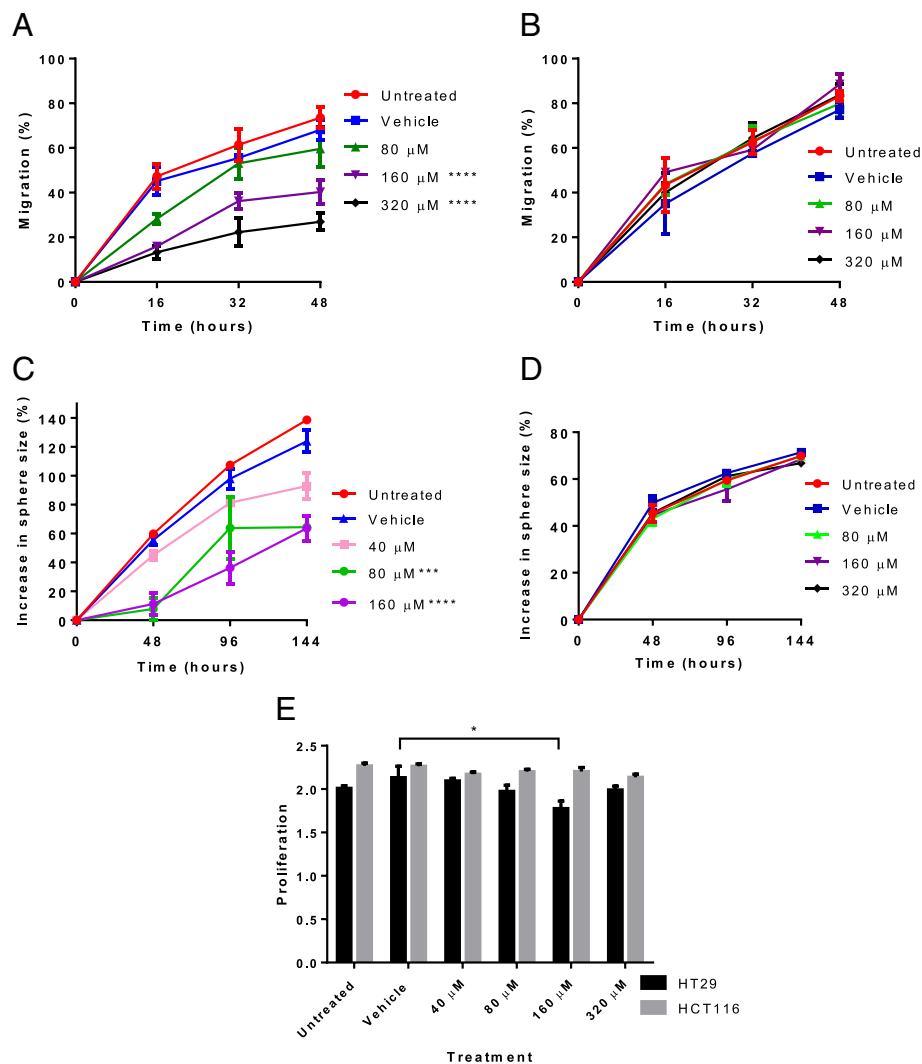 A
Migration (%)
100
80
60
40
20
0
0 16 32 48
Time (hours)
Untreated
Vehicle
80 μM
160 μM ****
320 μM ****
B
Migration (%)
100
80
60
40
20
0
0 16 32 48
Time (hours)
Untreated
Vehicle
80 μM
160 μM
320 μM
C
Increase in sphere size (%)
140
120
100
80
60
40
20
0
0 48 96 144
Time (hours)
Untreated
Vehicle
40 μM
80 μM ***
160 μM ****
D
Increase in sphere size (%)
80
60
40
20
0
0 48 96 144
Time (hours)
Untreated
Vehicle
80 μM
160 μM
320 μM
E
*
Proliferation
2.5
2.0
1.5
1.0
0.5
0.0
Untreated Vehicle 40 μM 80 μM 160 μM 320 μM
Treatment
HT29
HCT116